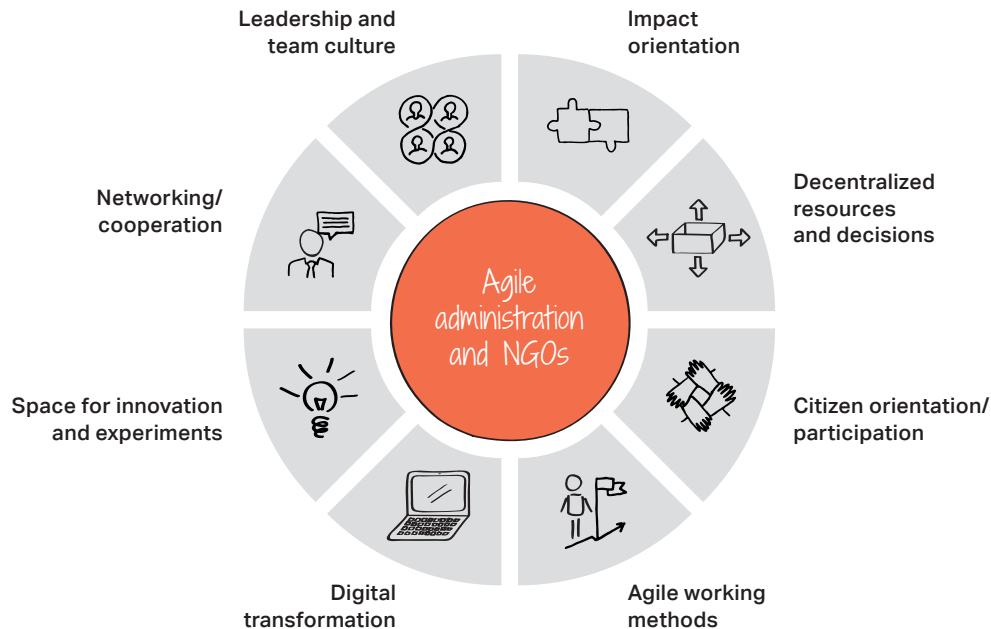 Leadership and
team culture
Impact
orientation
Networking/
cooperation
Decentralized
resources
and decisions
Agile
administration
and NGOs
Space for innovation
and experiments
Citizen orientation/
participation
Digital
transformation
Agile working
methods